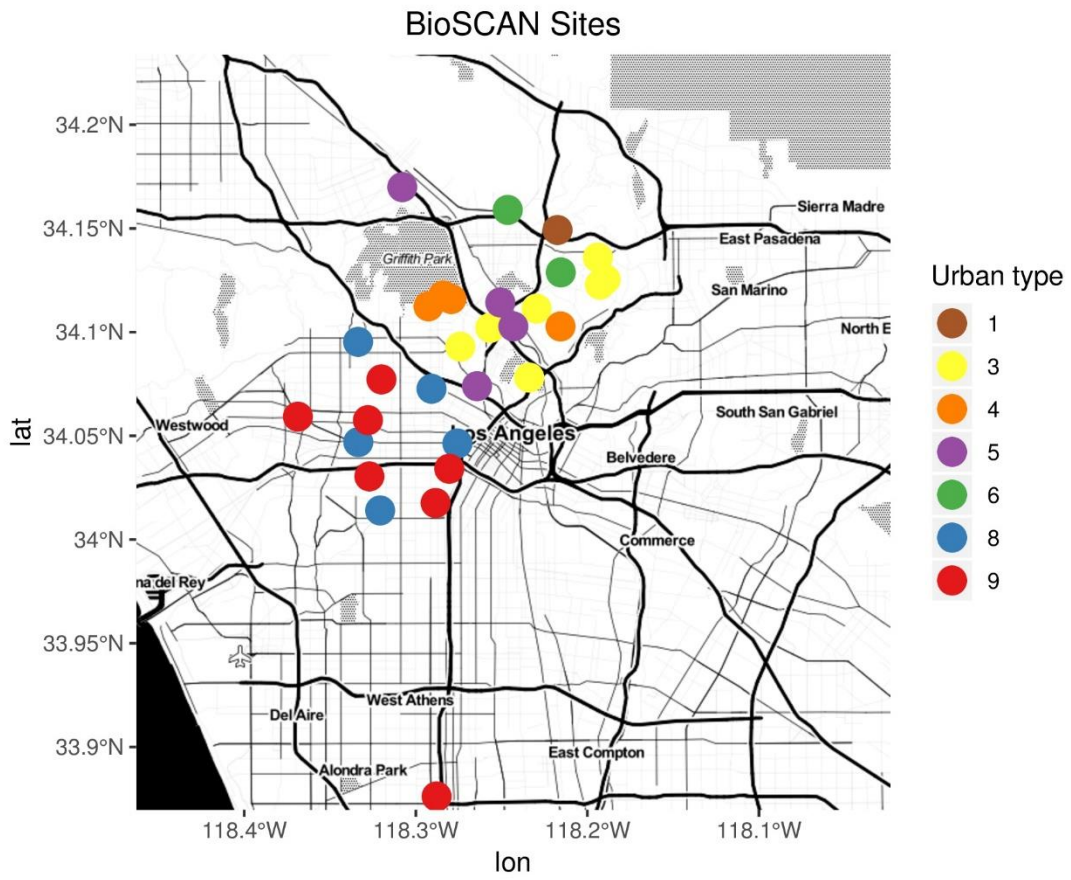 BioSCAN Sites
lat
34.2°N
34.15°N
34.1°N
34.05°N
34°N
33.95°N
33.9°N
Sierra Madre
East Pasadena
Griffith Park
San Marino
North E
South San Gabriel
Westwood
os Angeles
Belvedere
Commerce
na del Rey
West Athens
Del Aire
East Compton
Alondra Park
118.4°W 118.3°W 118.2°W 118.1°W
lon
Urban type
1
3
4
5
6
8
9